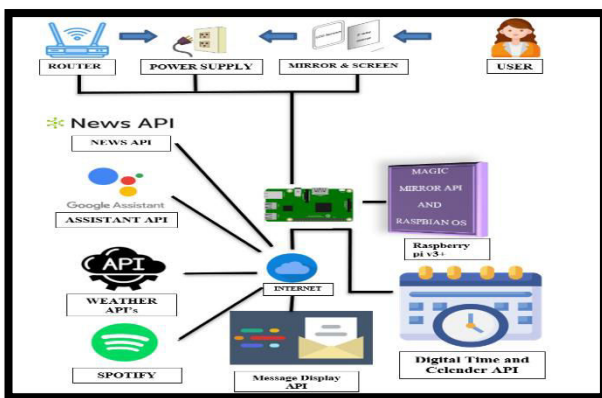 ROUTER
POWER SUPPLY
MIRROR & SCREEN
USER
News API
NEWS API
Google Assistant
ASSISTANT API
MAGIC
MIRROR API
AND
RASPBIAN OS
Raspberry
pi v3+
API
WEATHER
API's
INTERNET
SPOTIFY
Message Display
API
Digital Time and
Celender API